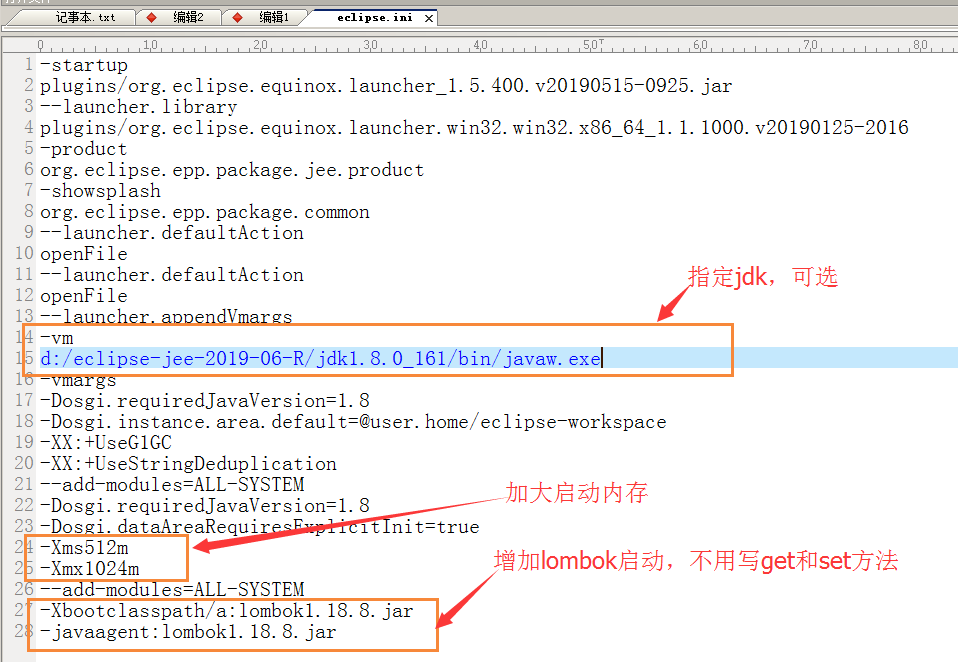 记事本.txt 编辑2 编辑1 eclipse.ini
0 10 20 30 40 50 60 70 80
1 -startup
2 plugins/org.eclipse.equinox.launcher_1.5.400.v20190515-0925.jar
3 --launcher.library
4 plugins/org.eclipse.equinox.launcher.win32.win32.x86_64_1.1.1000.v20190125-2016
5 -product
6 org.eclipse.epp.package.jee.product
7 -showsplash
8 org.eclipse.epp.package.common
9 --launcher.defaultAction
10 openFile
11 --launcher.defaultAction
12 openFile
指定jdk，可选
13 --launcher.appendVmargs
14 -vm
15 d:/eclipse-jee-2019-06-R/jdk1.8.0_161/bin/javaw.exe
16 -vmargs
17 -Dosgi.requiredJavaVersion=1.8
18 -Dosgi.instance.area.default=@user.home/eclipse-workspace
19 -XX:+UseG1GC
20 -XX:+UseStringDeduplication
21 --add-modules=ALL-SYSTEM
加大启动内存
22 -Dosgi.requiredJavaVersion=1.8
23 -Dosgi.dataAreaRequiresExplicitInit=true
24 -Xms512m
25 -Xmx1024m
增加lombok启动，不用写get和set方法
26 --add-modules=ALL-SYSTEM
27 -Xbootclasspath/a:lombok1.18.8.jar
28 -javaagent:lombok1.18.8.jar